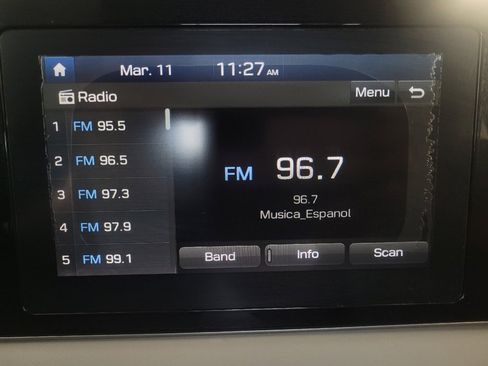 Mar. 11 11:27 AM
Radio Menu
1 FM 95.5
2 FM 96.5
3 FM 97.3
4 FM 97.9
5 FM 99.1
FM 96.7
96.7
Musica_Espanol
Band Info Scan